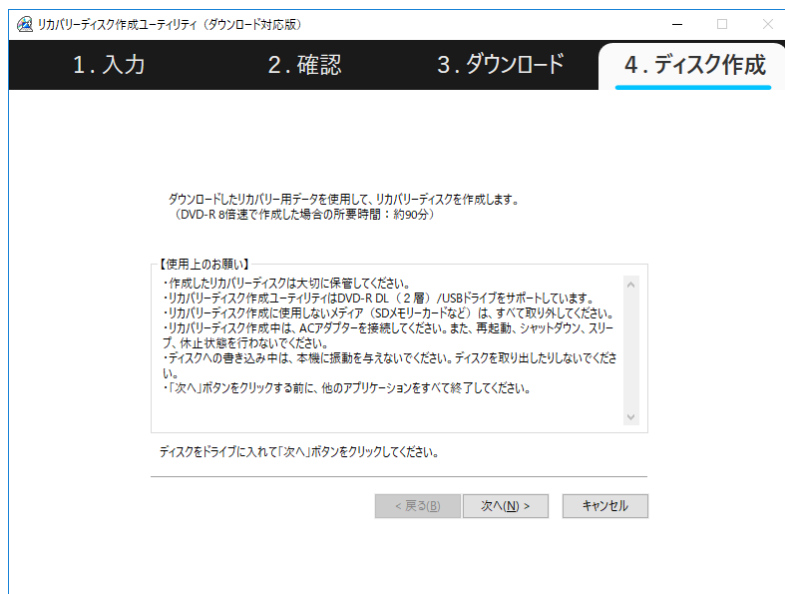 リカバリーディスク作成ユーティリティ（ダウンロード対応版）
1．入力
2．確認
3．ダウンロード
4．ディスク作成
ダウンロードしたリカバリー用データを使用して、リカバリーディスクを作成します。
（DVD-R 8倍速で作成した場合の所要時間：約90分）
【使用上のお願い】
・作成したリカバリーディスクは大切に保管してください。
・リカバリーディスク作成ユーティリティはDVD-R DL（２層）/USBドライブをサポートしています。
・リカバリーディスク作成に使用しないメディア（SDメモリーカードなど）は、すべて取り外してください。
・リカバリーディスク作成中は、ACアダプターを接続してください。また、再起動、シャットダウン、スリー
プ、休止状態を行わないでください。
・ディスクへの書き込み中は、本機に振動を与えないでください。ディスクを取り出したりしないでくださ
い。
・「次へ」ボタンをクリックする前に、他のアプリケーションをすべて終了してください。
ディスクをドライブに入れて「次へ」ボタンをクリックしてください。
< 戻る(B)
次へ(N) >
キャンセル